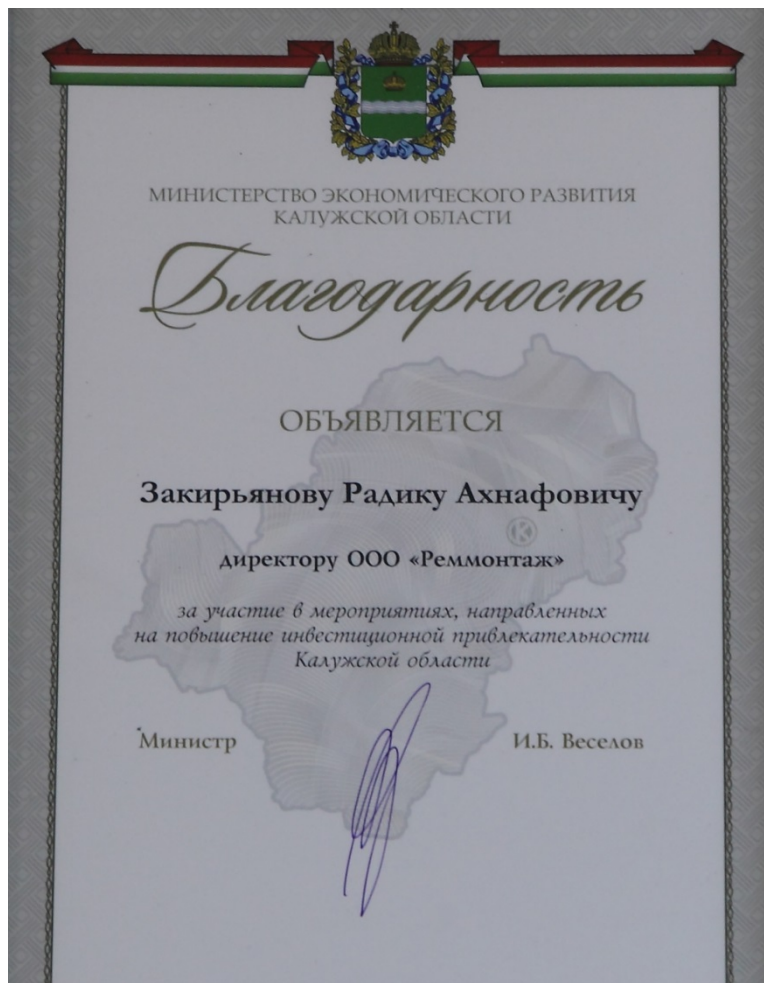 МИНИСТЕРСТВО ЭКОНОМИЧЕСКОГО РАЗВИТИЯ
КАЛУЖСКОЙ ОБЛАСТИ
Благодарность
ОБЪЯВЛЯЕТСЯ
Закирьянову Радику Ахнафовичу
К
директору ООО «Реммонтаж»
за участие в мероприятиях, направленных
на повышение инвестиционной привлекательности
Калужской области
Министр И.Б. Веселов